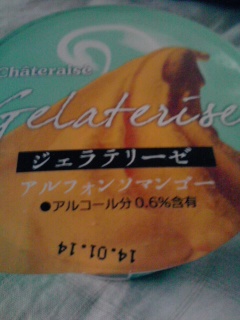 Châteraisé
Gelaterise
ジェラテリーゼ
アルフォンソマンゴー
●アルコール分0.6%含有
14.01.14